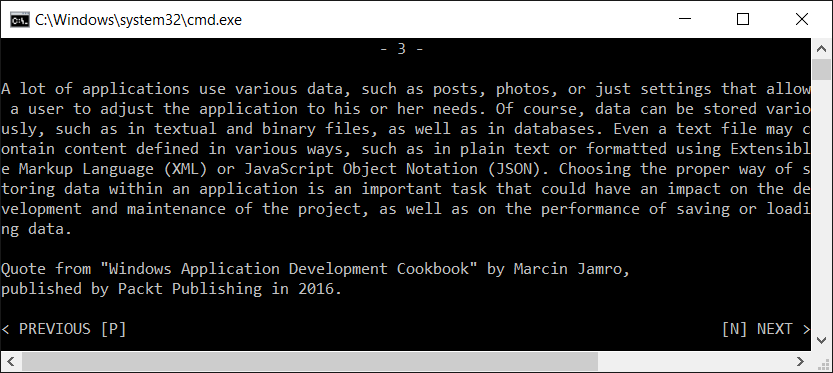 C:\Windows\system32\cmd.exe
- 3 -
A lot of applications use various data, such as posts, photos, or just settings that allow
a user to adjust the application to his or her needs. Of course, data can be stored vario
usly, such as in textual and binary files, as well as in databases. Even a text file may c
ontain content defined in various ways, such as in plain text or formatted using Extensibl
e Markup Language (XML) or JavaScript Object Notation (JSON). Choosing the proper way of s
toring data within an application is an important task that could have an impact on the de
velopment and maintenance of the project, as well as on the performance of saving or loadi
ng data.
Quote from "Windows Application Development Cookbook" by Marcin Jamro,
published by Packt Publishing in 2016.
< PREVIOUS [P] [N] NEXT >